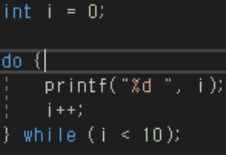 int i = 0;
do {
printf("%d ", i);
i++;
} while (i < 10);